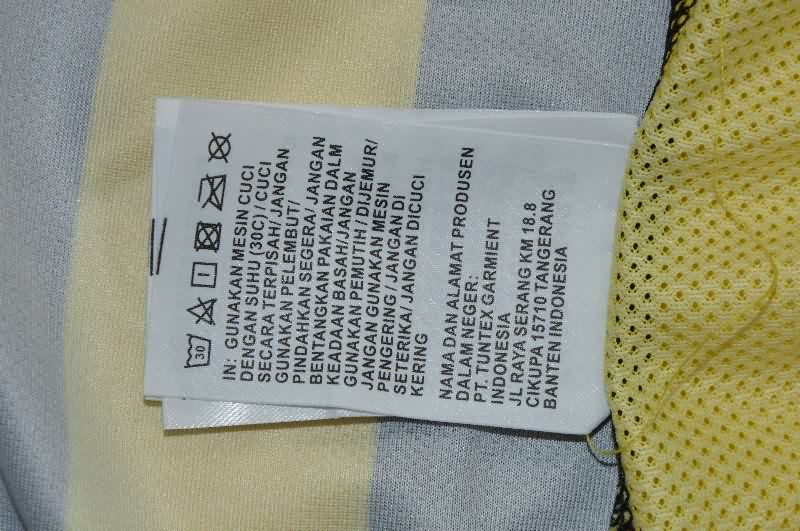 30
IN: GUNAKAN MESIN CUCI
DENGAN SUHU (30C) / CUCI
SECARA TERPISAH/ JANGAN
GUNAKAN PELEMBUT/
PINDAHKAN SEGERA/ JANGAN
BENTANGKAN PAKAIAN DALM
KEADAAN BASAH/JANGAN
GUNAKAN PEMUTIH / DIJEMUR/
JANGAN GUNAKAN MESIN
PENGERING / JANGAN DI
SETERIKA/ JANGAN DICUCI
KERING
NAMA DAN ALAMAT PRODUSEN
DALAM NEGER:
PT. TUNTEX GARMENT
INDONESIA
JL RAYA SERANG KM 18.8
CIKUPA 15710 TANGERANG
BANTEN INDONESIA